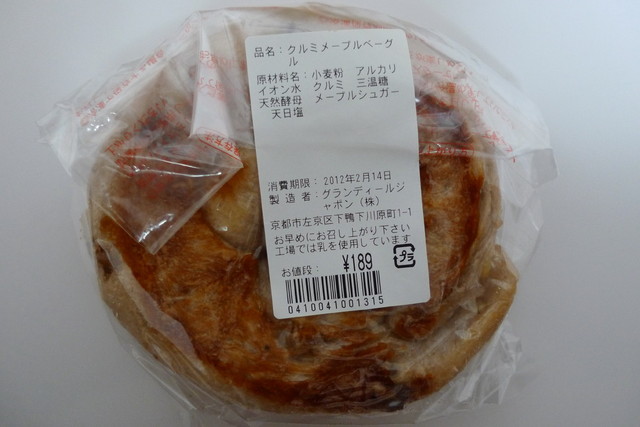 品名：クルミメープルベーグ
ル
原材料名：小麦粉　アルカリ
イオン水　クルミ　三温糖
天然酵母　メープルシュガー
天日塩
消費期限：2012年2月14日
製造者：グランディールジ
ャポン（株）
京都市左京区下鴨下川原町1-1
お早めにお召し上がり下さい
工場では乳を使用しています
お値段： ¥189
プラ
0410041001315